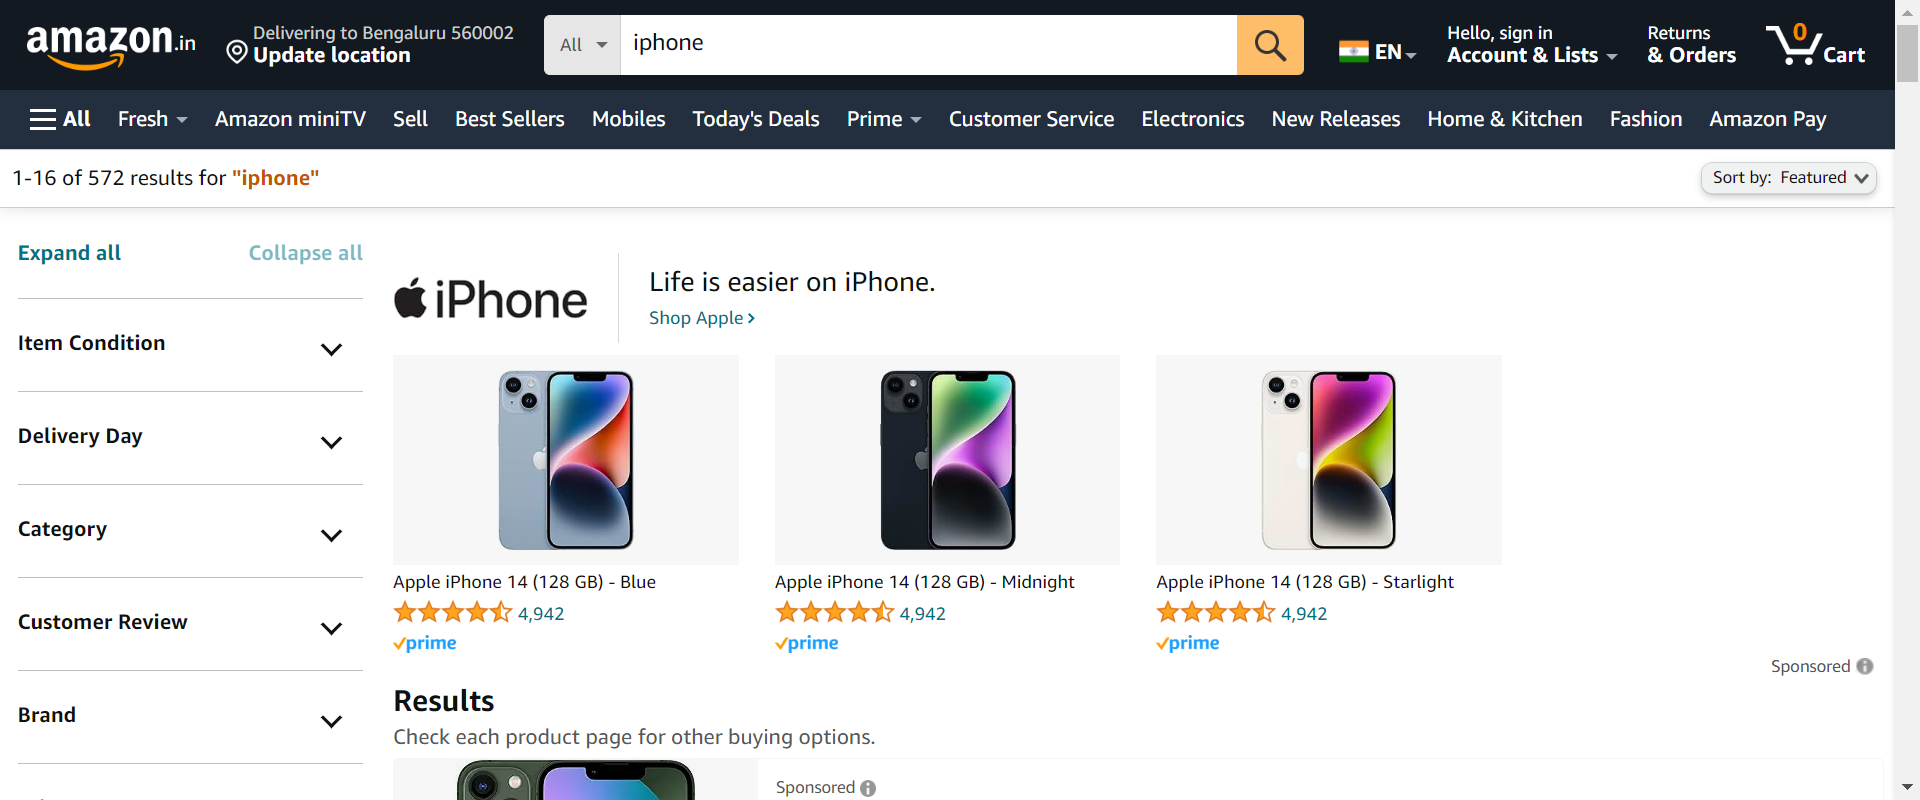 amazon.in
Delivering to Bengaluru 560002
Update location
All
iphone
EN
Hello, sign in
Account & Lists
Returns
& Orders
0
Cart
All
Fresh
Amazon miniTV
Sell
Best Sellers
Mobiles
Today's Deals
Prime
Customer Service
Electronics
New Releases
Home & Kitchen
Fashion
Amazon Pay
1-16 of 572 results for "iphone"
Sort by: Featured
Expand all
Collapse all
Item Condition
Delivery Day
Category
Customer Review
Brand
iPhone
Life is easier on iPhone.
Shop Apple
Apple iPhone 14 (128 GB) - Blue
4,942
prime
Apple iPhone 14 (128 GB) - Midnight
4,942
prime
Apple iPhone 14 (128 GB) - Starlight
4,942
prime
Sponsored
Results
Check each product page for other buying options.
Sponsored